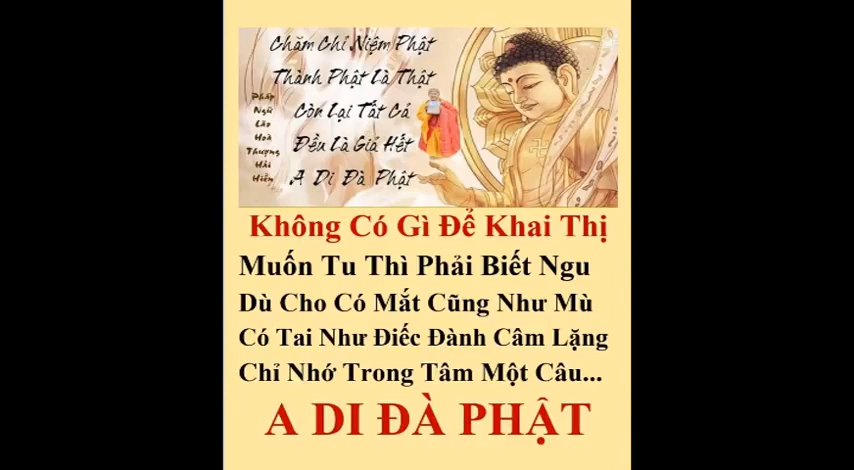 Chăm Chỉ Niệm Phật
Thành Phật Là Thật
Còn Lại Tất Cả
Đều Là Giả Hết
A Di Đà Phật
Pháp
Ngữ
Lão
Hoà
Thượng
Hải
Hiền
Không Có Gì Để Khai Thị
Muốn Tu Thì Phải Biết Ngu
Dù Cho Có Mắt Cũng Như Mù
Có Tai Như Điếc Đành Câm Lặng
Chỉ Nhớ Trong Tâm Một Câu...
A DI ĐÀ PHẬT